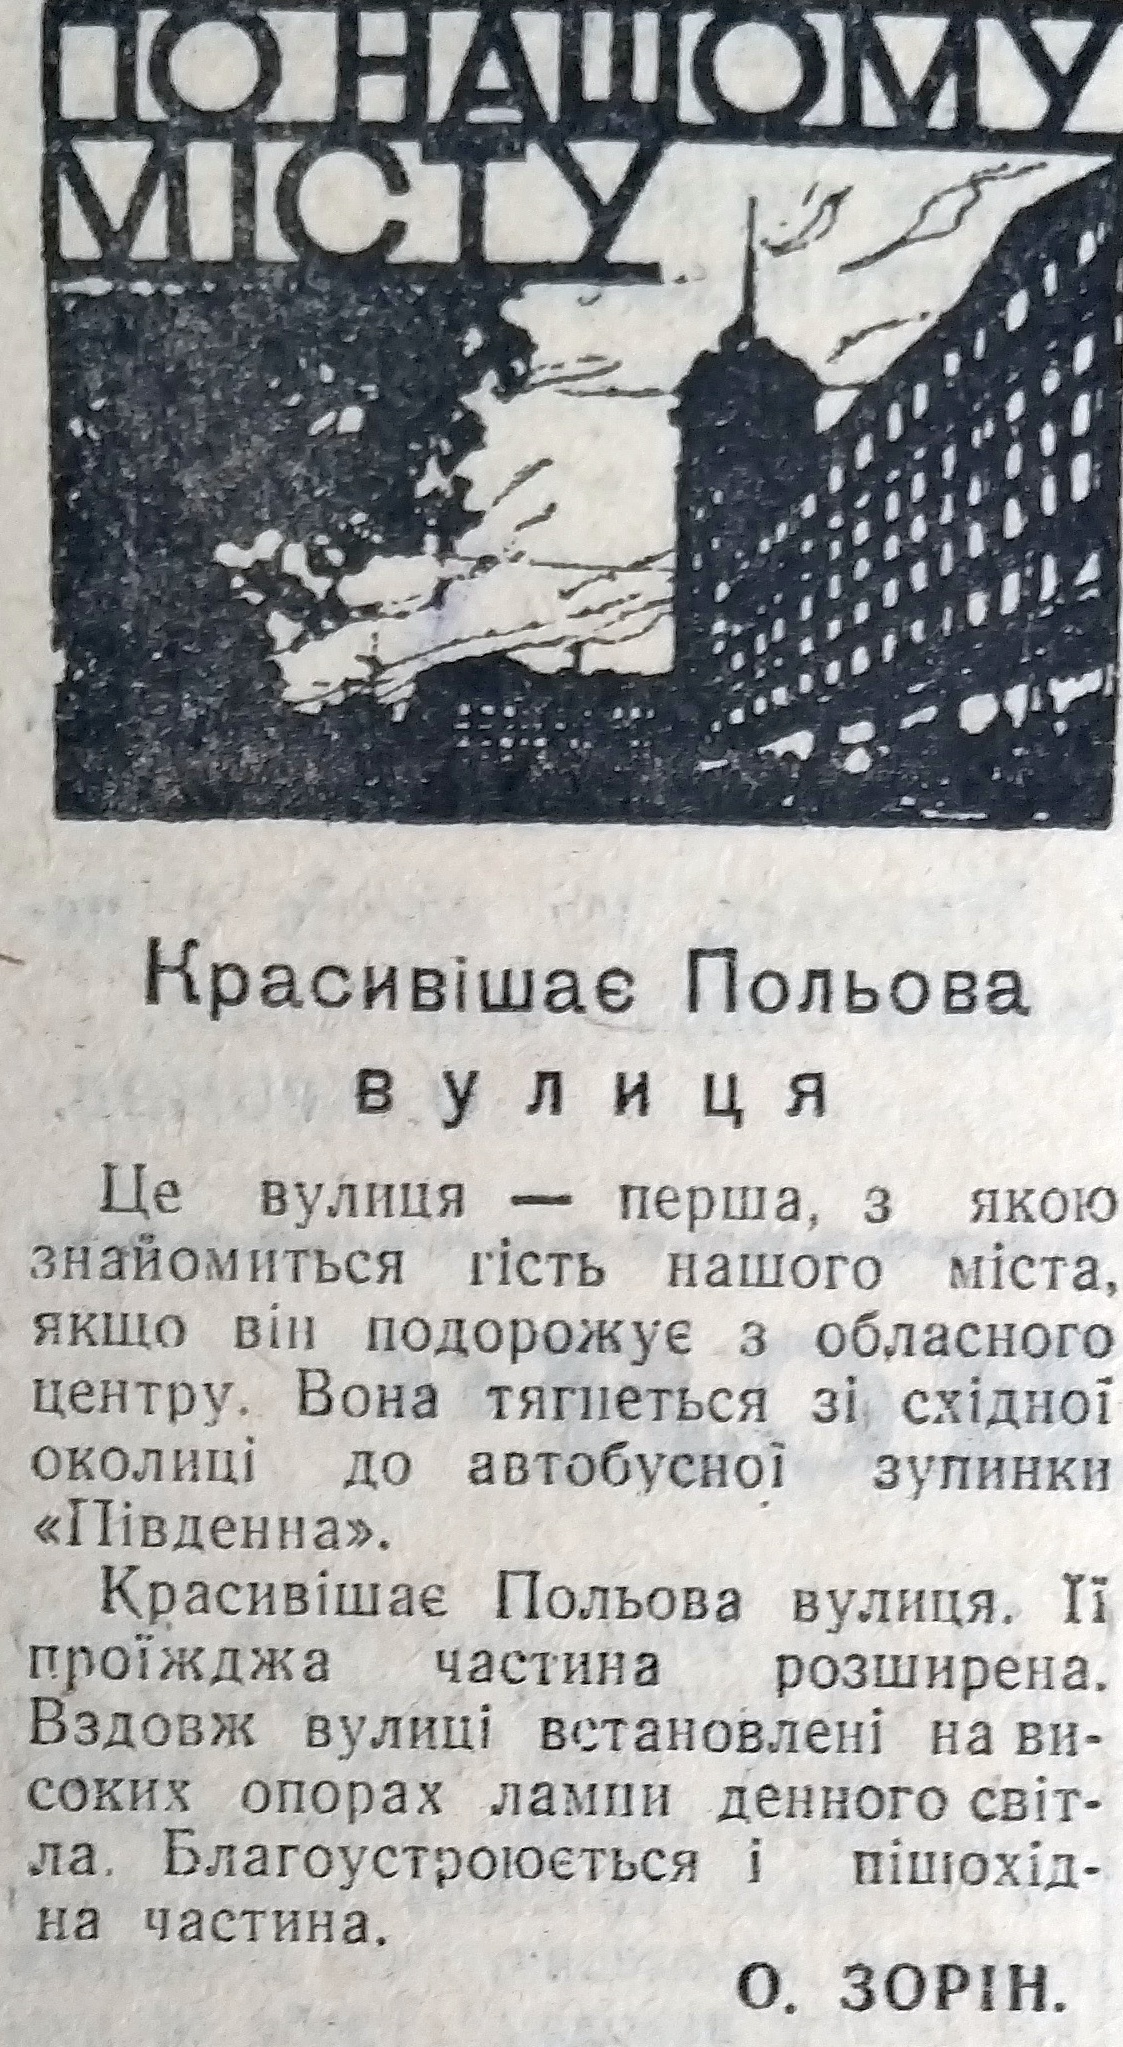 ПО НАШОМУ
МІСТУ
Красивішає Польова
вулиця
Це вулиця — перша, з якою
знайомиться гість нашого міста,
якщо він подорожує з обласного
центру. Вона тягнеться зі східної
околиці до автобусної зупинки
«Південна».
Красивішає Польова вулиця. Її
проїжджа частина розширена.
Вздовж вулиці встановлені на ви-
соких опорах лампи денного світ-
ла. Благоустроюється і пішохід-
на частина.
О. ЗОРІН.